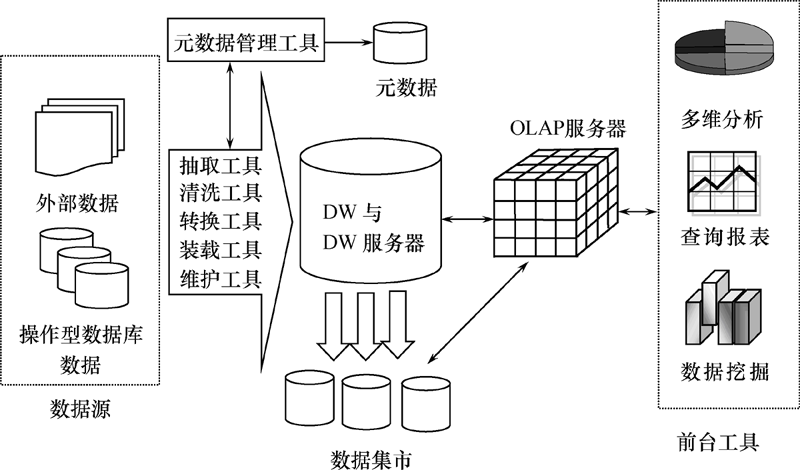 元数据管理工具
元数据
外部数据
操作型数据库
数据
数据源
抽取工具
清洗工具
转换工具
装载工具
维护工具
DW 与
DW 服务器
数据集市
OLAP服务器
多维分析
查询报表
数据挖掘
前台工具